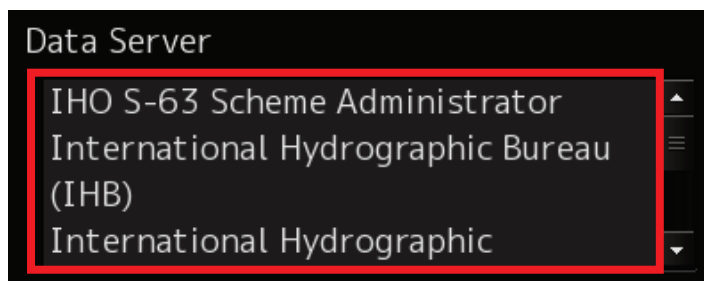 Data Server
IHO S-63 Scheme Administrator
International Hydrographic Bureau
(IHB)
International Hydrographic